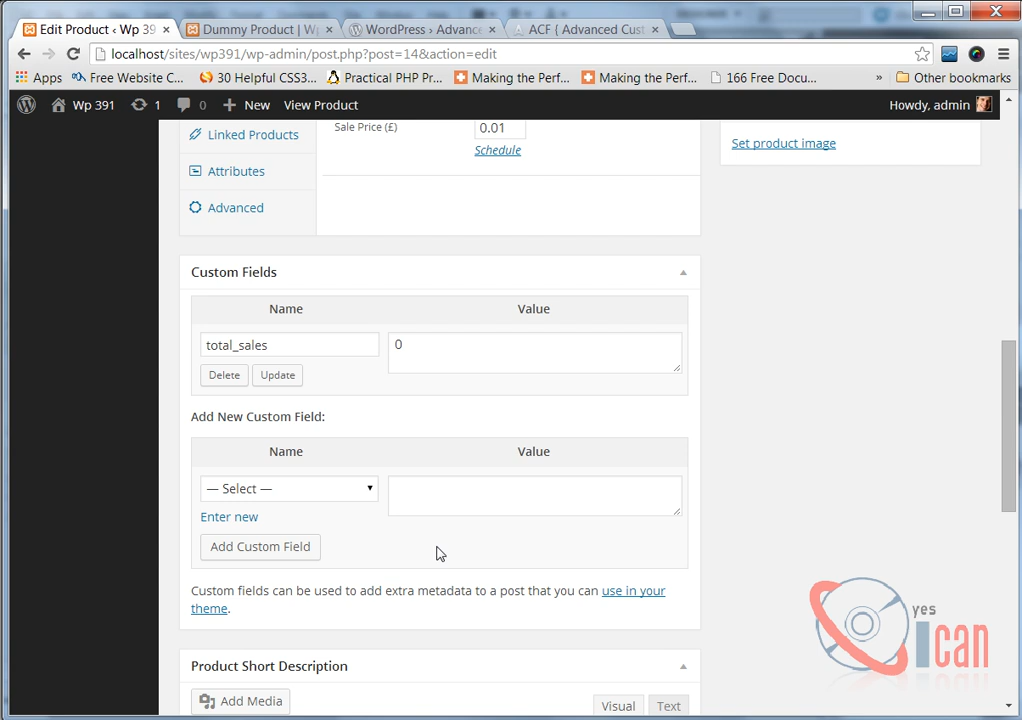 Edit Product ‹ Wp 39
Dummy Product | W
WordPress › Advance
ACF { Advanced Cust
localhost/sites/wp391/wp-admin/post.php?post=14&action=edit
Apps
Free Website C...
30 Helpful CSS3...
Practical PHP Pr...
Making the Perf...
Making the Perf...
166 Free Docu...
»
Other bookmarks
Wp 391
1
0
New
View Product
Howdy, admin
Linked Products
Attributes
Advanced
Sale Price (£)
0.01
Schedule
Set product image
Custom Fields
Name
Value
total_sales
0
Delete
Update
Add New Custom Field:
Name
Value
— Select —
Enter new
Add Custom Field
Custom fields can be used to add extra metadata to a post that you can use in your
theme.
Product Short Description
Add Media
Visual
Text
yes
ican